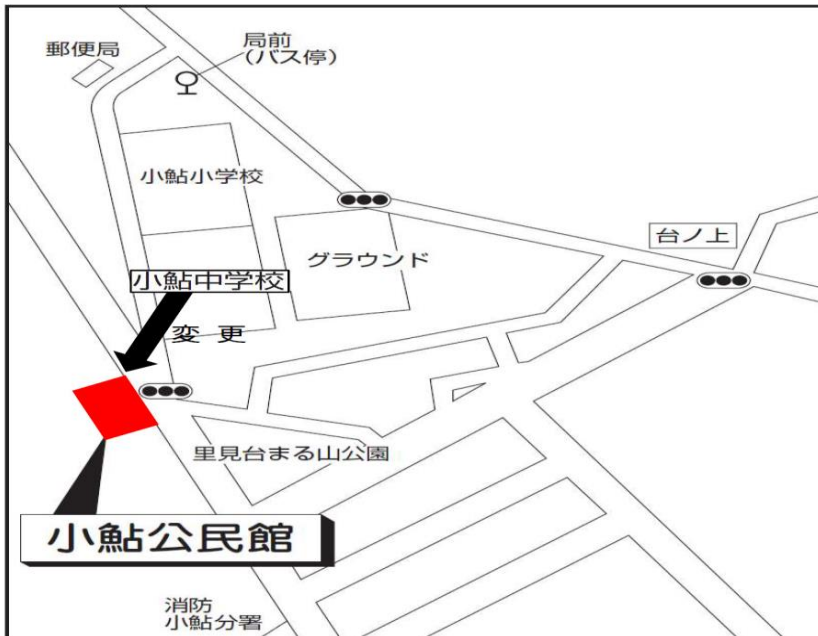 郵便局
局前
(バス停)
小鮎小学校
台ノ上
グラウンド
小鮎中学校
変 更
里見台まる山公園
小鮎公民館
消防
小鮎分署